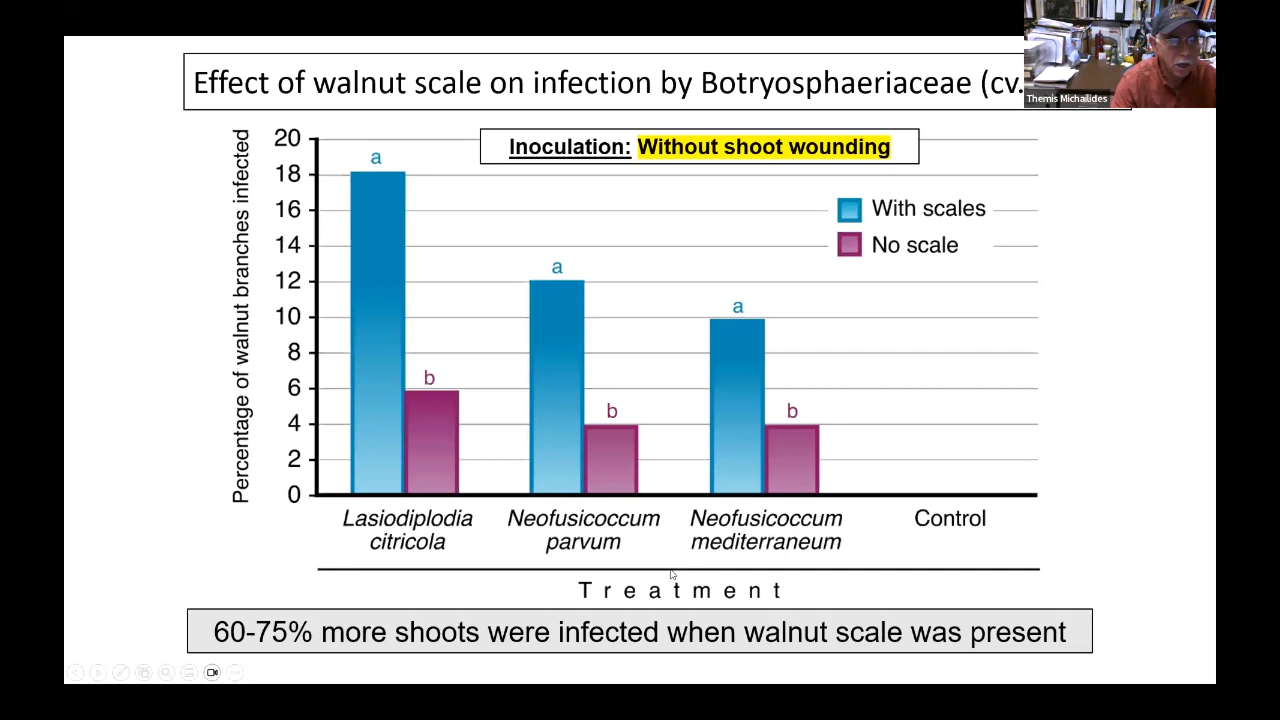 Effect of walnut scale on infection by Botryosphaeriaceae (cv.
Themis Michailides
Inoculation: Without shoot wounding
Percentage of walnut branches infected
20
18
16
14
12
10
8
6
4
2
0
With scales
No scale
a
b
a
b
a
b
Lasiodiplodia citricola
Neofusicoccum parvum
Neofusicoccum mediterraneum
Control
Treatment
60-75% more shoots were infected when walnut scale was present